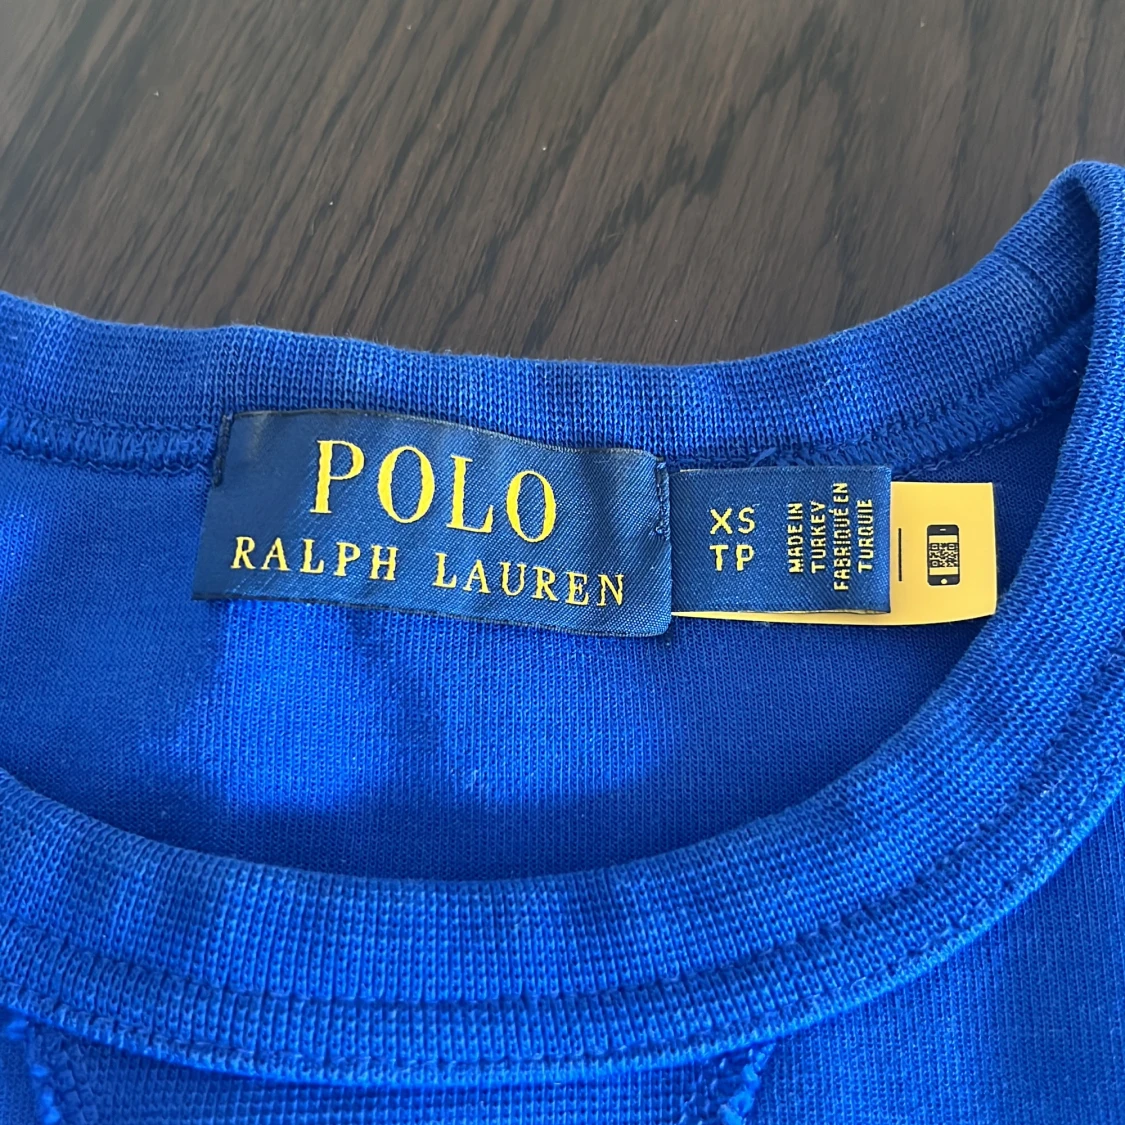 POLO
RALPH LAUREN
XS
TP
MADE IN
TURKEY
FABRIQUÉ EN
TURQUIE